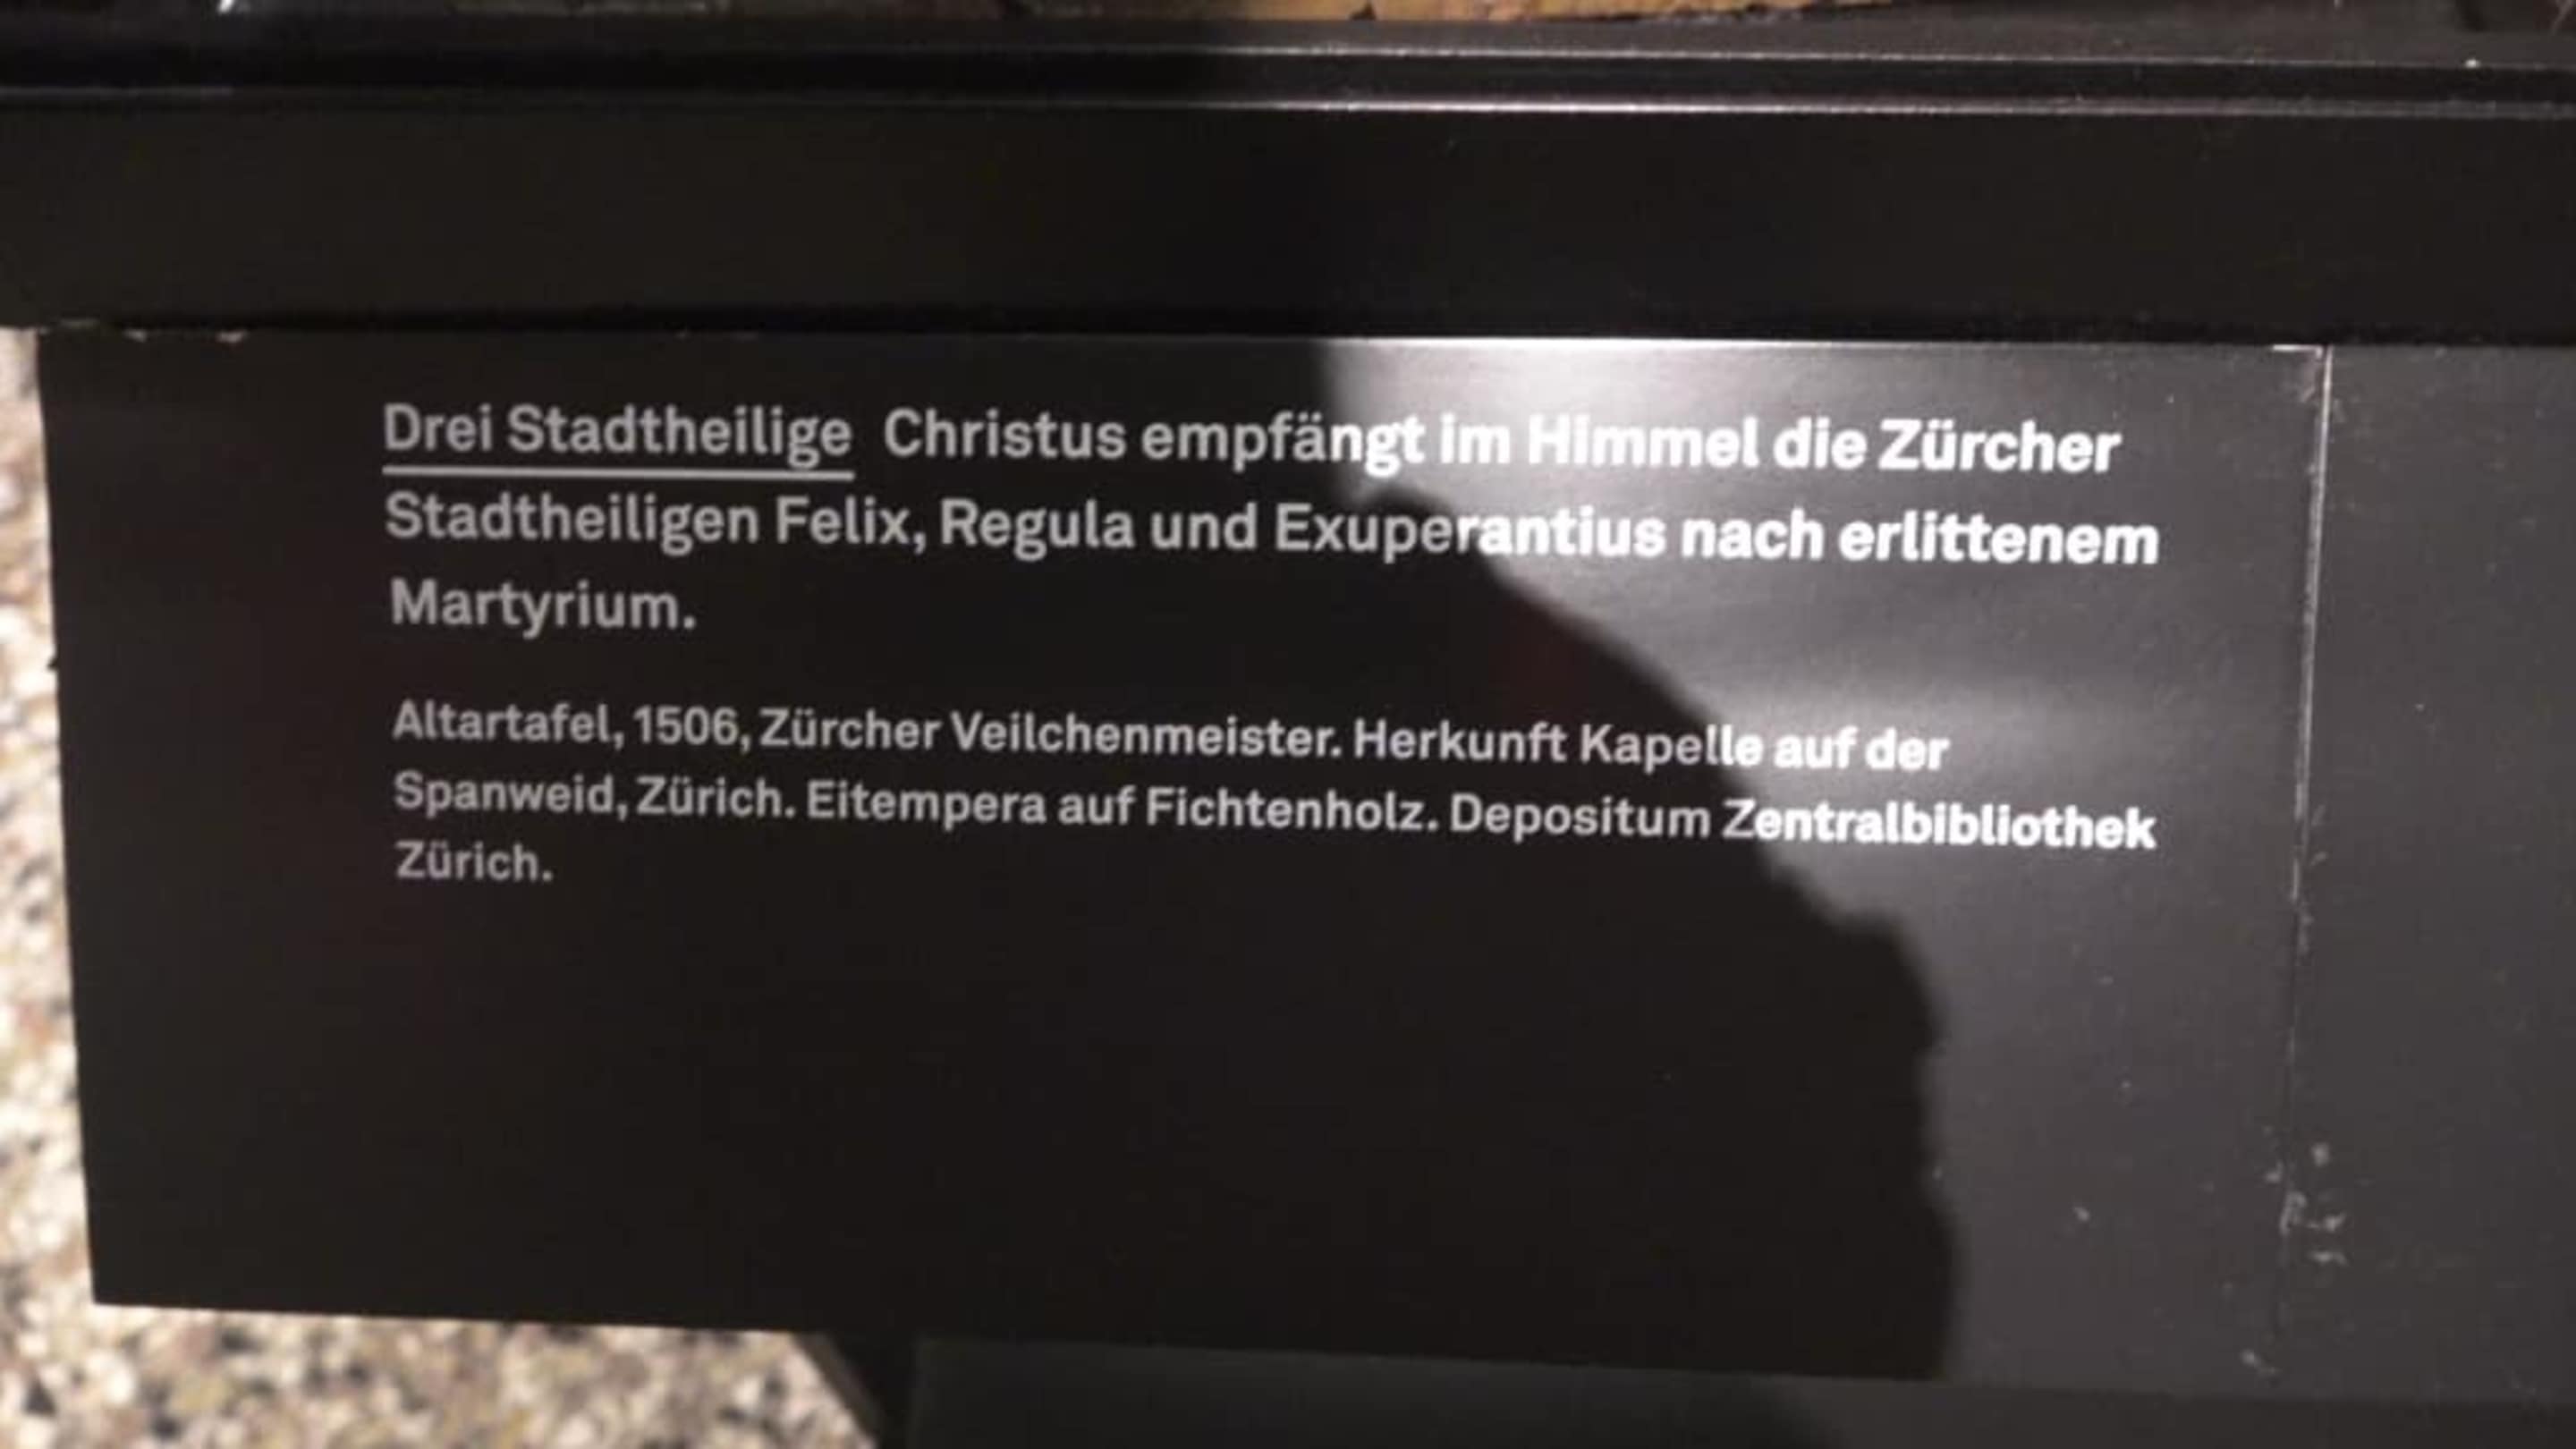 Drei Stadtheilige Christus empfängt im Himmel die Zürcher
Stadtheiligen Felix, Regula und Exuperantius nach erlittenem
Martyrium.
Altartafel, 1506, Zürcher Veilchenmeister. Herkunft Kapelle auf der
Spanweid, Zürich. Eitempera auf Fichtenholz. Depositum Zentralbibliothek
Zürich.